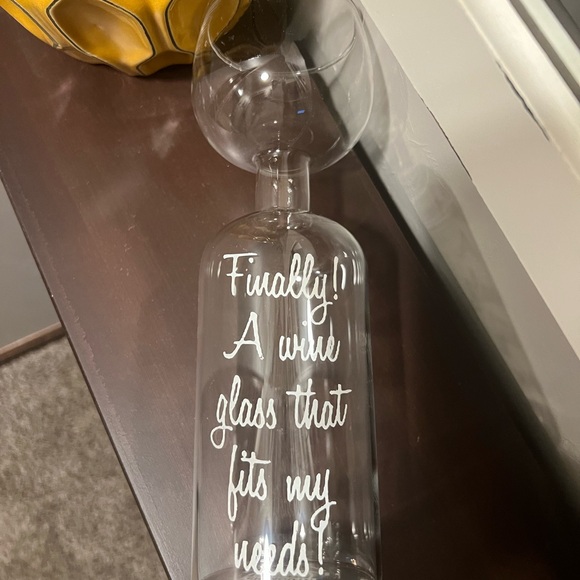 Finally!
A wine
glass that
fits my
needs!